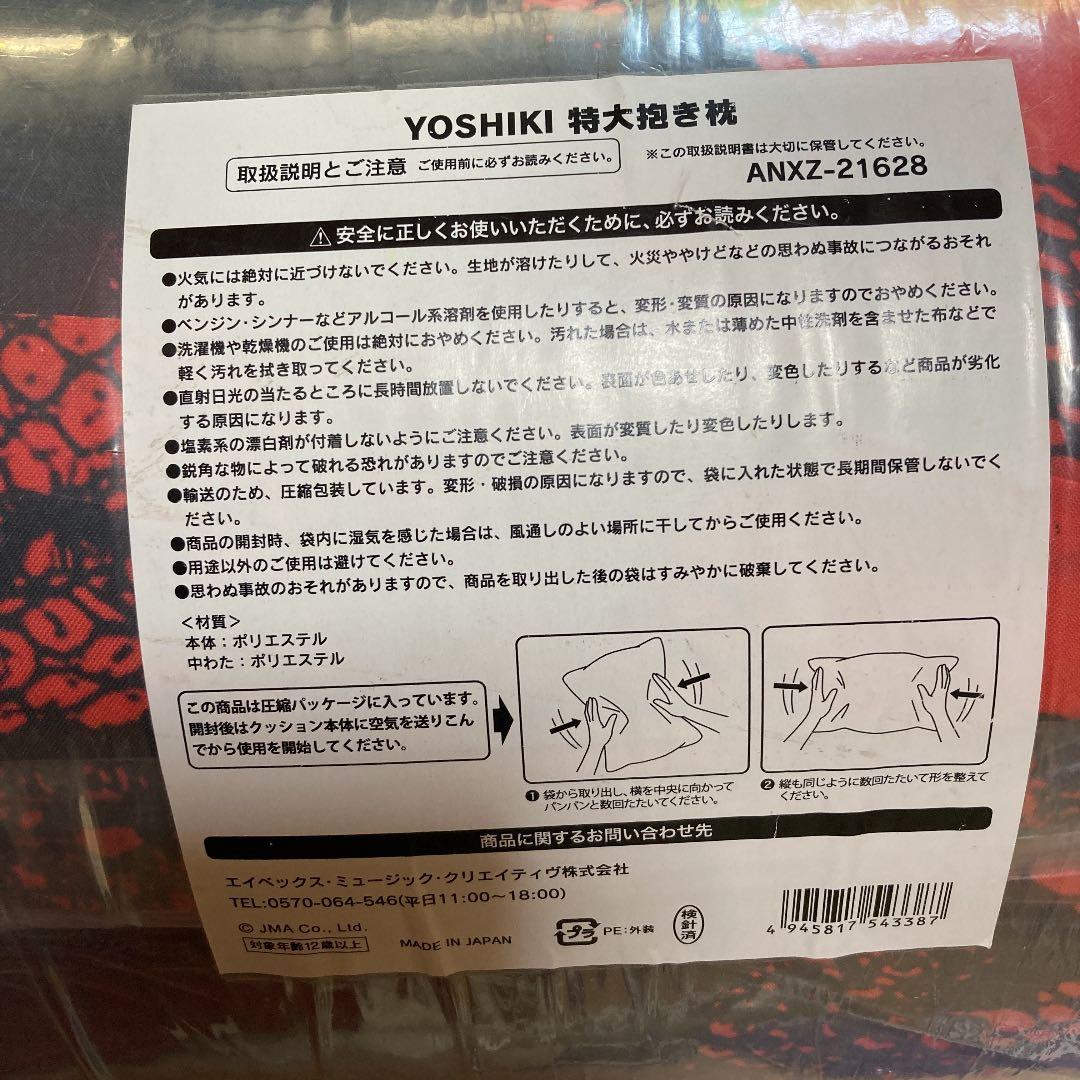 YOSHIKI 特大抱き枕
取扱説明とご注意 ご使用前に必ずお読みください。
※この取扱説明書は大切に保管してください。
ANXZ-21628
⚠安全に正しくお使いいただくために、必ずお読みください。
●火気には絶対に近づけないでください。生地が溶けたりして、火災ややけどなどの思わぬ事故につながるおそれ
があります。
●ベンジン・シンナーなどアルコール系溶剤を使用したりすると、変形・変質の原因になりますのでおやめください。
●洗濯機や乾燥機のご使用は絶対におやめください。汚れた場合は、水または薄めた中性洗剤を含ませた布などで
軽く汚れを拭き取ってください。
●直射日光の当たるところに長時間放置しないでください。表面が色あせしたり、変色したりするなど商品が劣化
する原因になります。
●塩素系の漂白剤が付着しないようにご注意ください。表面が変質したり変色したりします。
●鋭角な物によって破れる恐れがありますのでご注意ください。
●輸送のため、圧縮包装しています。変形・破損の原因になりますので、袋に入れた状態で長期間保管しないでく
ださい。
●商品の開封時、袋内に湿気を感じた場合は、風通しのよい場所に干してからご使用ください。
●用途以外のご使用は避けてください。
●思わぬ事故のおそれがありますので、商品を取り出した後の袋はすみやかに破棄してください。
＜材質＞
本体：ポリエステル
中わた：ポリエステル
この商品は圧縮パッケージに入っています。
開封後はクッション本体に空気を送りこん
でから使用を開始してください。
❶ 袋から取り出し、横を中央に向かって
パンパンと数回たたいてください。
❷ 縦も同じように数回たたいて形を整えて
ください。
商品に関するお問い合わせ先
エイベックス・ミュージック・クリエイティヴ株式会社
TEL:0570-064-546(平日11:00～18:00)
© JMA Co., Ltd.
対象年齢12歳以上
MADE IN JAPAN
プラ
PE:外装
検針済
4 945817 543387